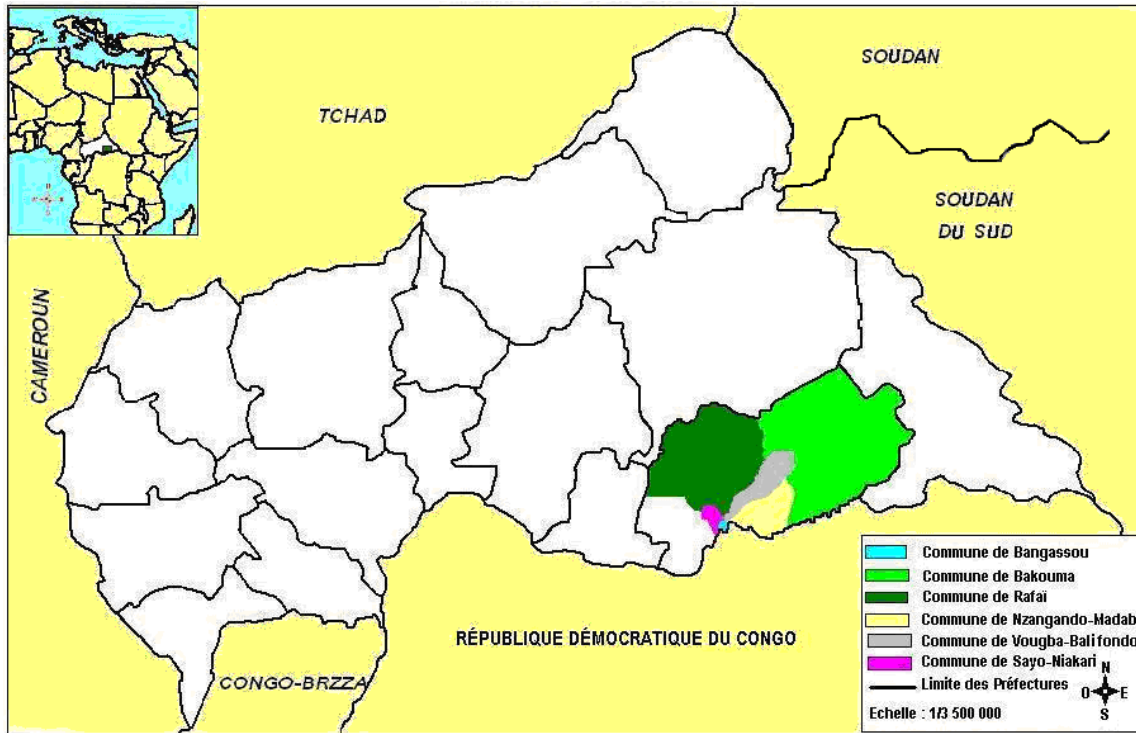 SOUDAN
TCHAD
SOUDAN
DU SUD
CAMEROUN
RÉPUBLIQUE DÉMOCRATIQUE DU CONGO
CONGO-BRZZA
Commune de Bangassou
Commune de Bakouma
Commune de Rafaï
Commune de Nzangando-Madab
Commune de Vougba-Balifondo
Commune de Sayo-Niakari
Limite des Préfectures
N
O E
S
Echelle : 1/3 500 000